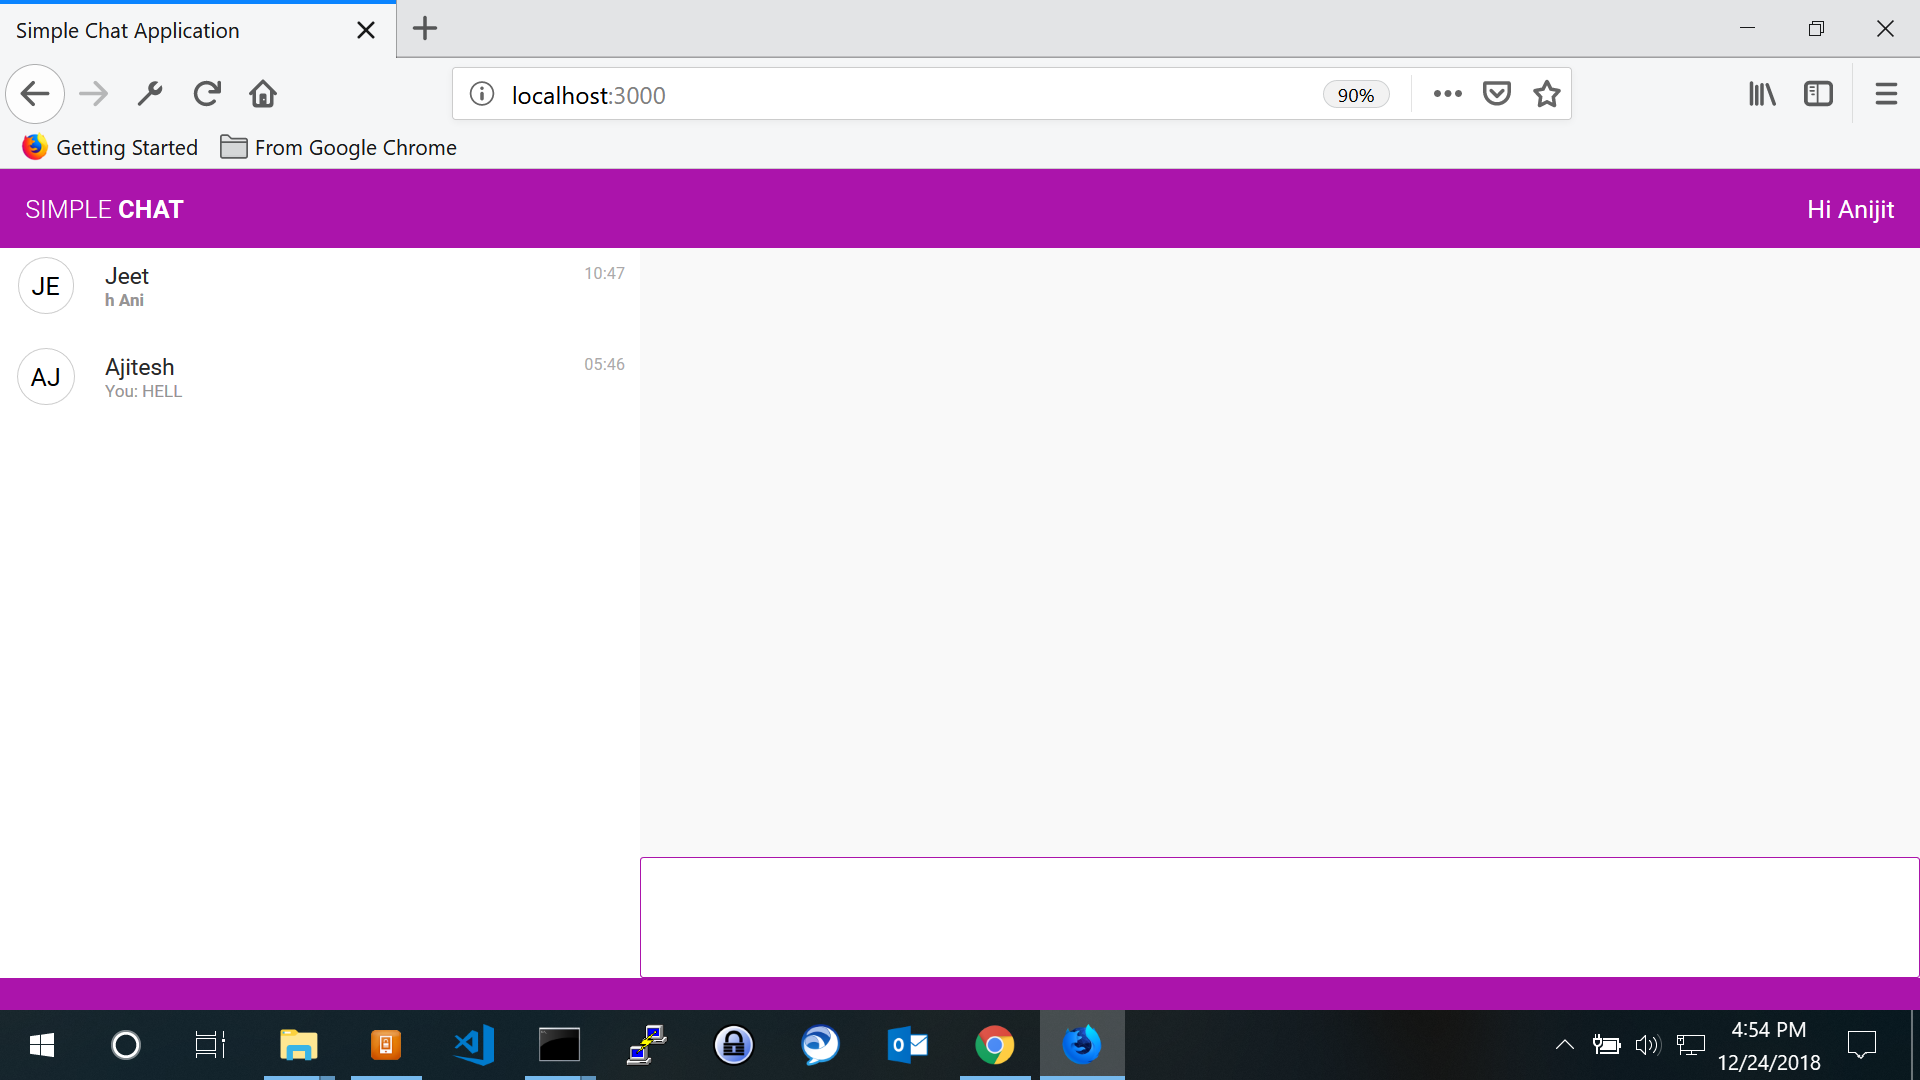 Simple Chat Application
localhost:3000
90%
Getting Started
From Google Chrome
SIMPLE CHAT
Hi Anijit
JE
Jeet
10:47
h Ani
AJ
Ajitesh
05:46
You: HELL
4:54 PM
12/24/2018